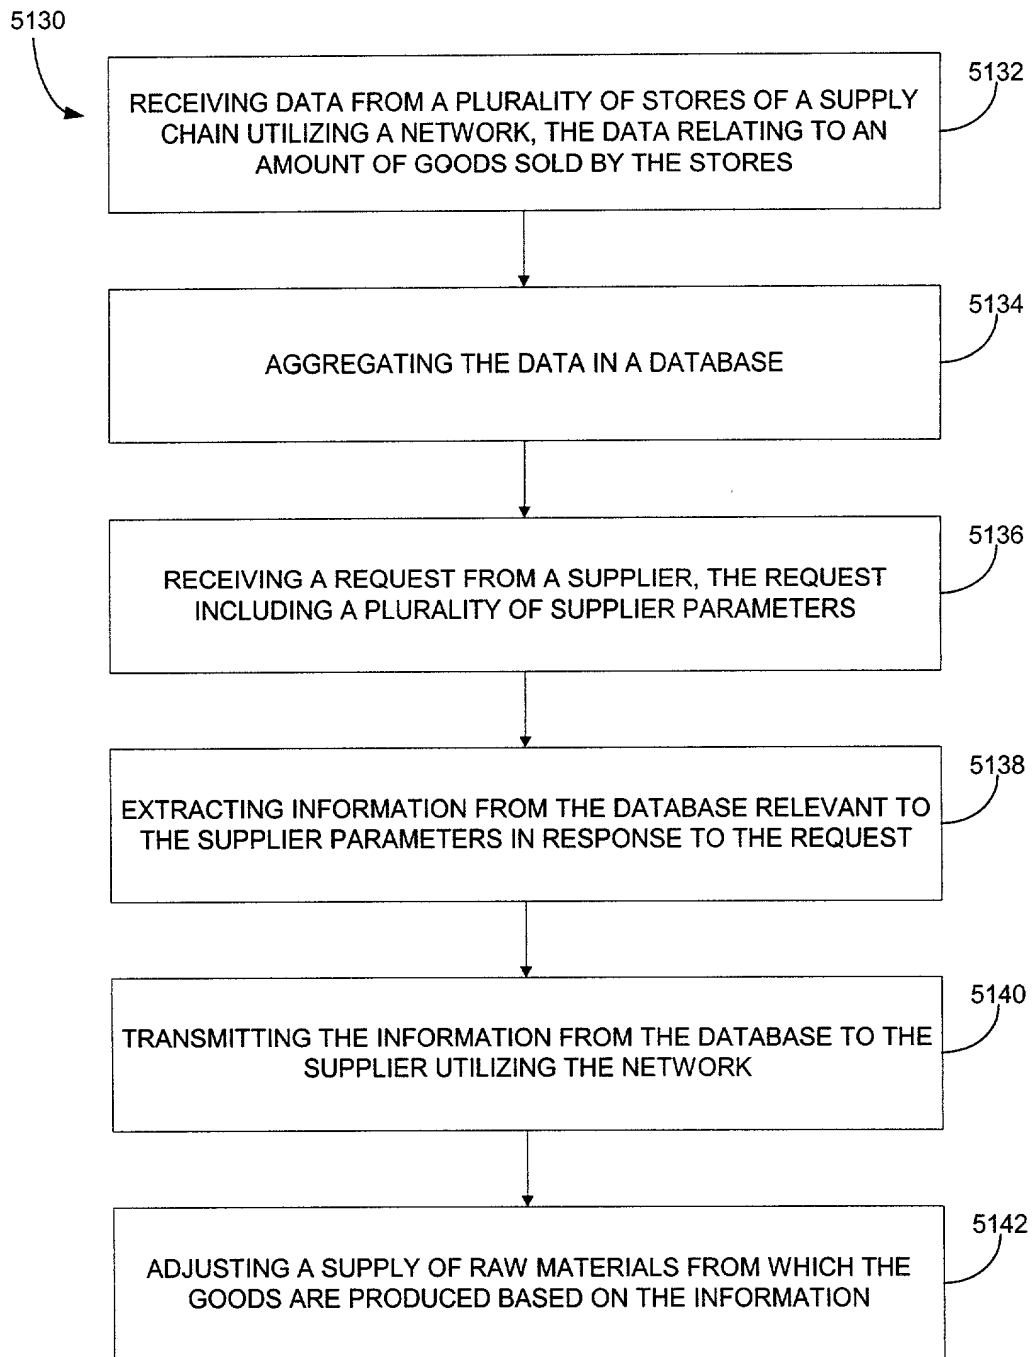 5130
5132
RECEIVING DATA FROM A PLURALITY OF STORES OF A SUPPLY
CHAIN UTILIZING A NETWORK, THE DATA RELATING TO AN
AMOUNT OF GOODS SOLD BY THE STORES
5134
AGGREGATING THE DATA IN A DATABASE
5136
RECEIVING A REQUEST FROM A SUPPLIER, THE REQUEST
INCLUDING A PLURALITY OF SUPPLIER PARAMETERS
5138
EXTRACTING INFORMATION FROM THE DATABASE RELEVANT TO
THE SUPPLIER PARAMETERS IN RESPONSE TO THE REQUEST
5140
TRANSMITTING THE INFORMATION FROM THE DATABASE TO THE
SUPPLIER UTILIZING THE NETWORK
5142
ADJUSTING A SUPPLY OF RAW MATERIALS FROM WHICH THE
GOODS ARE PRODUCED BASED ON THE INFORMATION